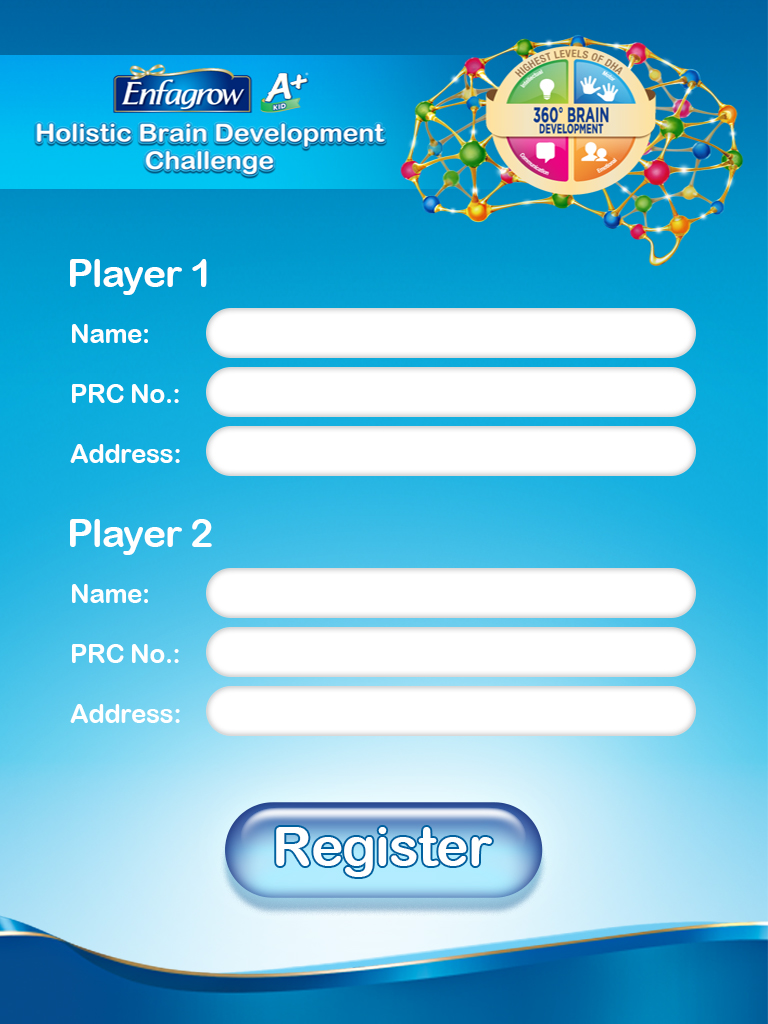 Enfagrow A+
KID
Holistic Brain Development
Challenge
HIGHEST LEVELS OF DHA
Intellectual
Motor
360° BRAIN
DEVELOPMENT
Communication
Emotional
Player 1
Name:
PRC No.:
Address:
Player 2
Name:
PRC No.:
Address:
Register